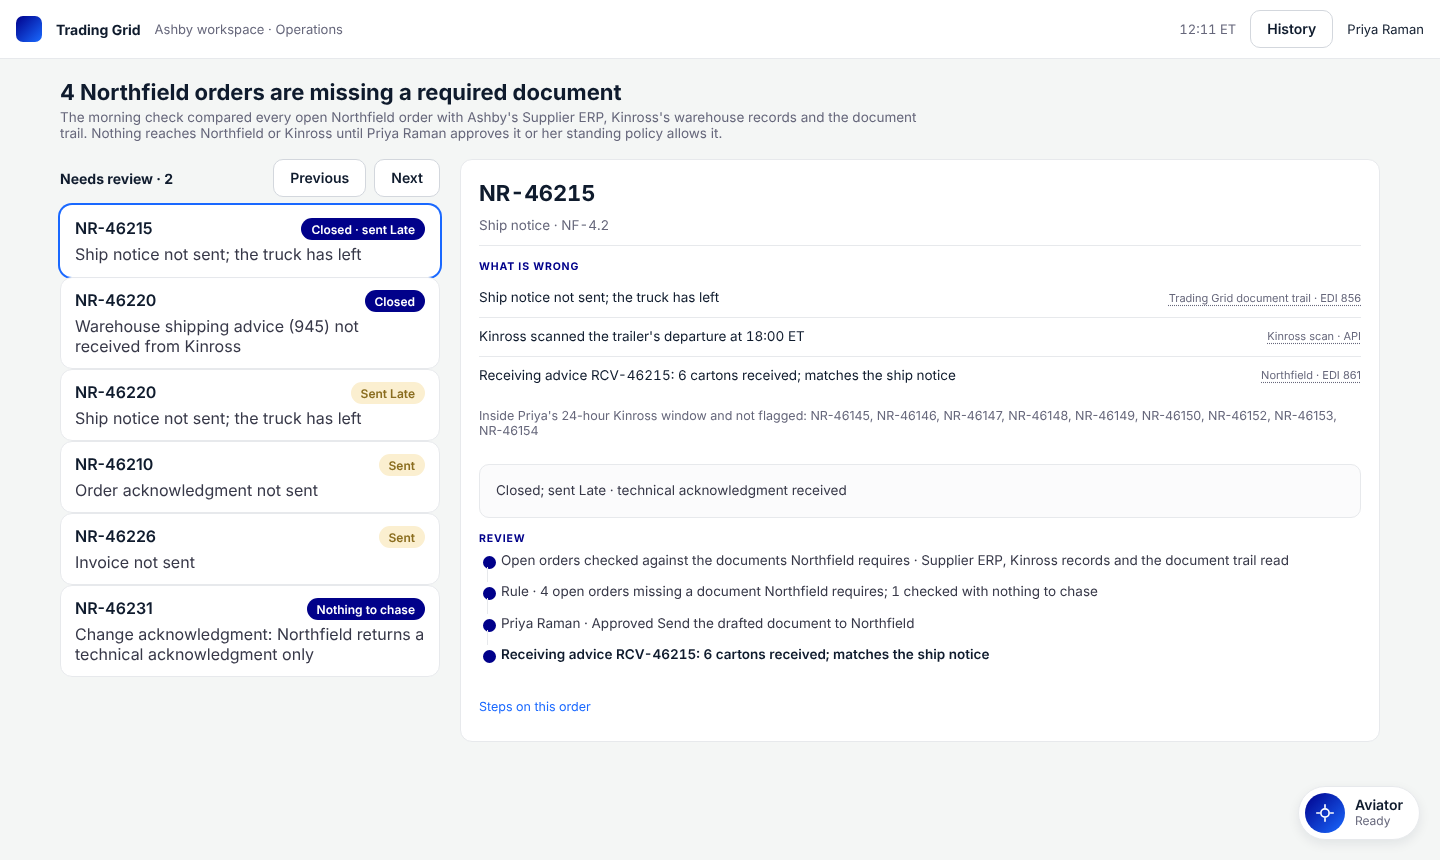 Trading Grid
Ashby workspace · Operations
12:11 ET
History
Priya Raman
4 Northfield orders are missing a required document
The morning check compared every open Northfield order with Ashby's Supplier ERP, Kinross's warehouse records and the document
trail. Nothing reaches Northfield or Kinross until Priya Raman approves it or her standing policy allows it.
Needs review · 2
Previous
Next
NR-46215
Closed · sent Late
Ship notice not sent; the truck has left
NR-46220
Closed
Warehouse shipping advice (945) not
received from Kinross
NR-46220
Sent Late
Ship notice not sent; the truck has left
NR-46210
Sent
Order acknowledgment not sent
NR-46226
Sent
Invoice not sent
NR-46231
Nothing to chase
Change acknowledgment: Northfield returns a
technical acknowledgment only
NR-46215
Ship notice · NF-4.2
WHAT IS WRONG
Ship notice not sent; the truck has left
Trading Grid document trail · EDI 856
Kinross scanned the trailer's departure at 18:00 ET
Kinross scan · API
Receiving advice RCV-46215: 6 cartons received; matches the ship notice
Northfield · EDI 861
Inside Priya's 24-hour Kinross window and not flagged: NR-46145, NR-46146, NR-46147, NR-46148, NR-46149, NR-46150, NR-46152, NR-46153,
NR-46154
Closed; sent Late · technical acknowledgment received
REVIEW
Open orders checked against the documents Northfield requires · Supplier ERP, Kinross records and the document trail read
Rule · 4 open orders missing a document Northfield requires; 1 checked with nothing to chase
Priya Raman · Approved Send the drafted document to Northfield
Receiving advice RCV-46215: 6 cartons received; matches the ship notice
Steps on this order
Aviator
Ready